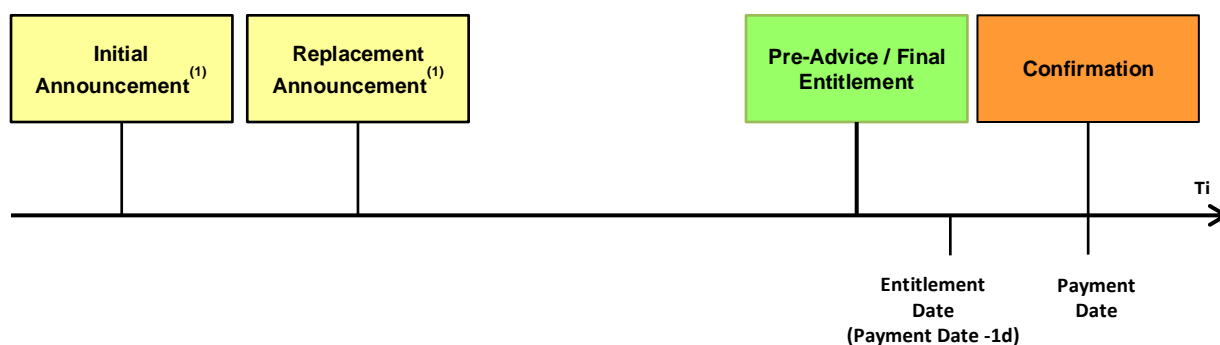 Initial
Announcement(1)
Replacement
Announcement(1)
Pre-Advice / Final
Entitlement
Confirmation
Ti
Entitlement
Date
(Payment Date -1d)
Payment
Date